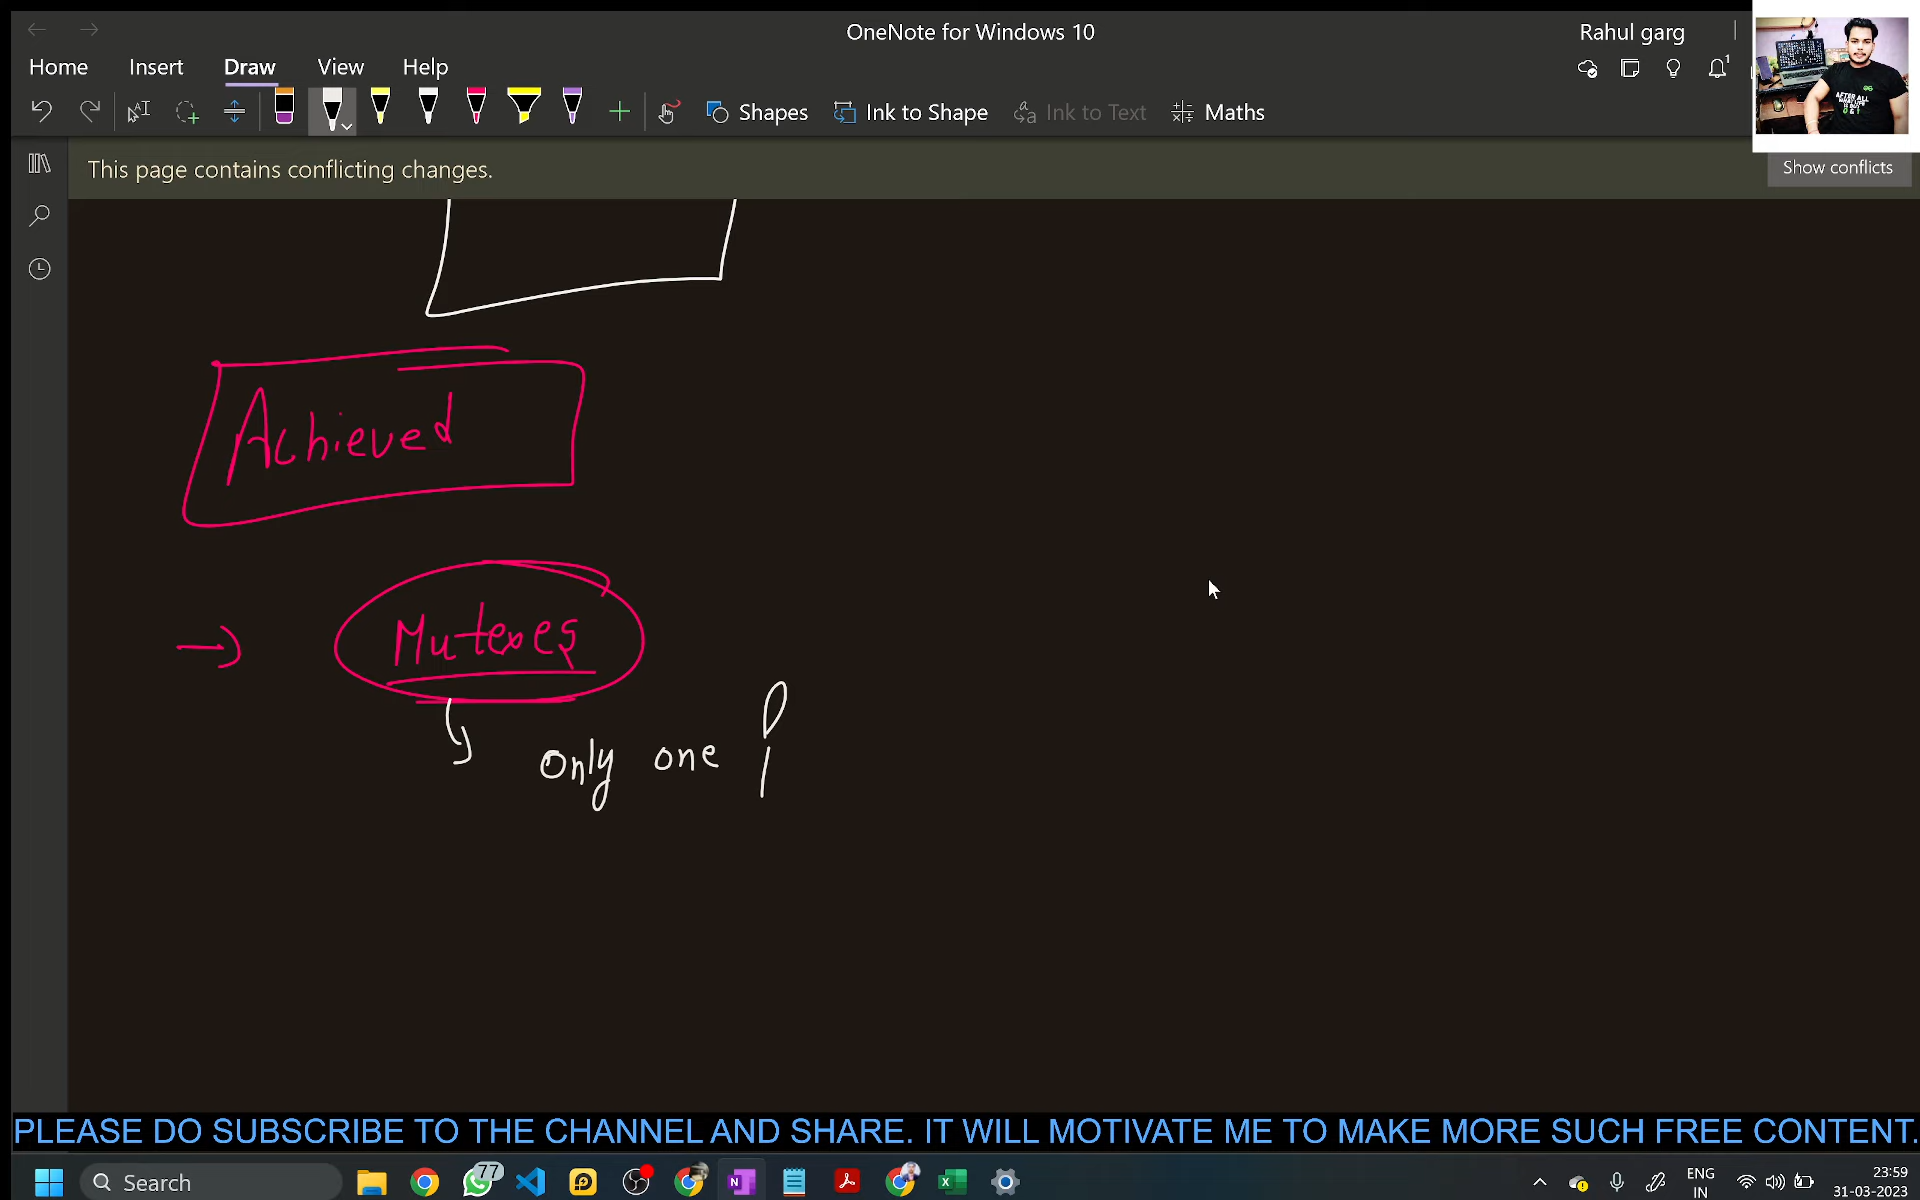 OneNote for Windows 10
Rahul garg
Home Insert Draw View Help
1
Shapes Ink to Shape Ink to Text Maths
This page contains conflicting changes.
Show conflicts
Achieved
Mutexes
only one P
PLEASE DO SUBSCRIBE TO THE CHANNEL AND SHARE. IT WILL MOTIVATE ME TO MAKE MORE SUCH FREE CONTENT.
Search
77
ENG
IN
23:59
31-03-2023